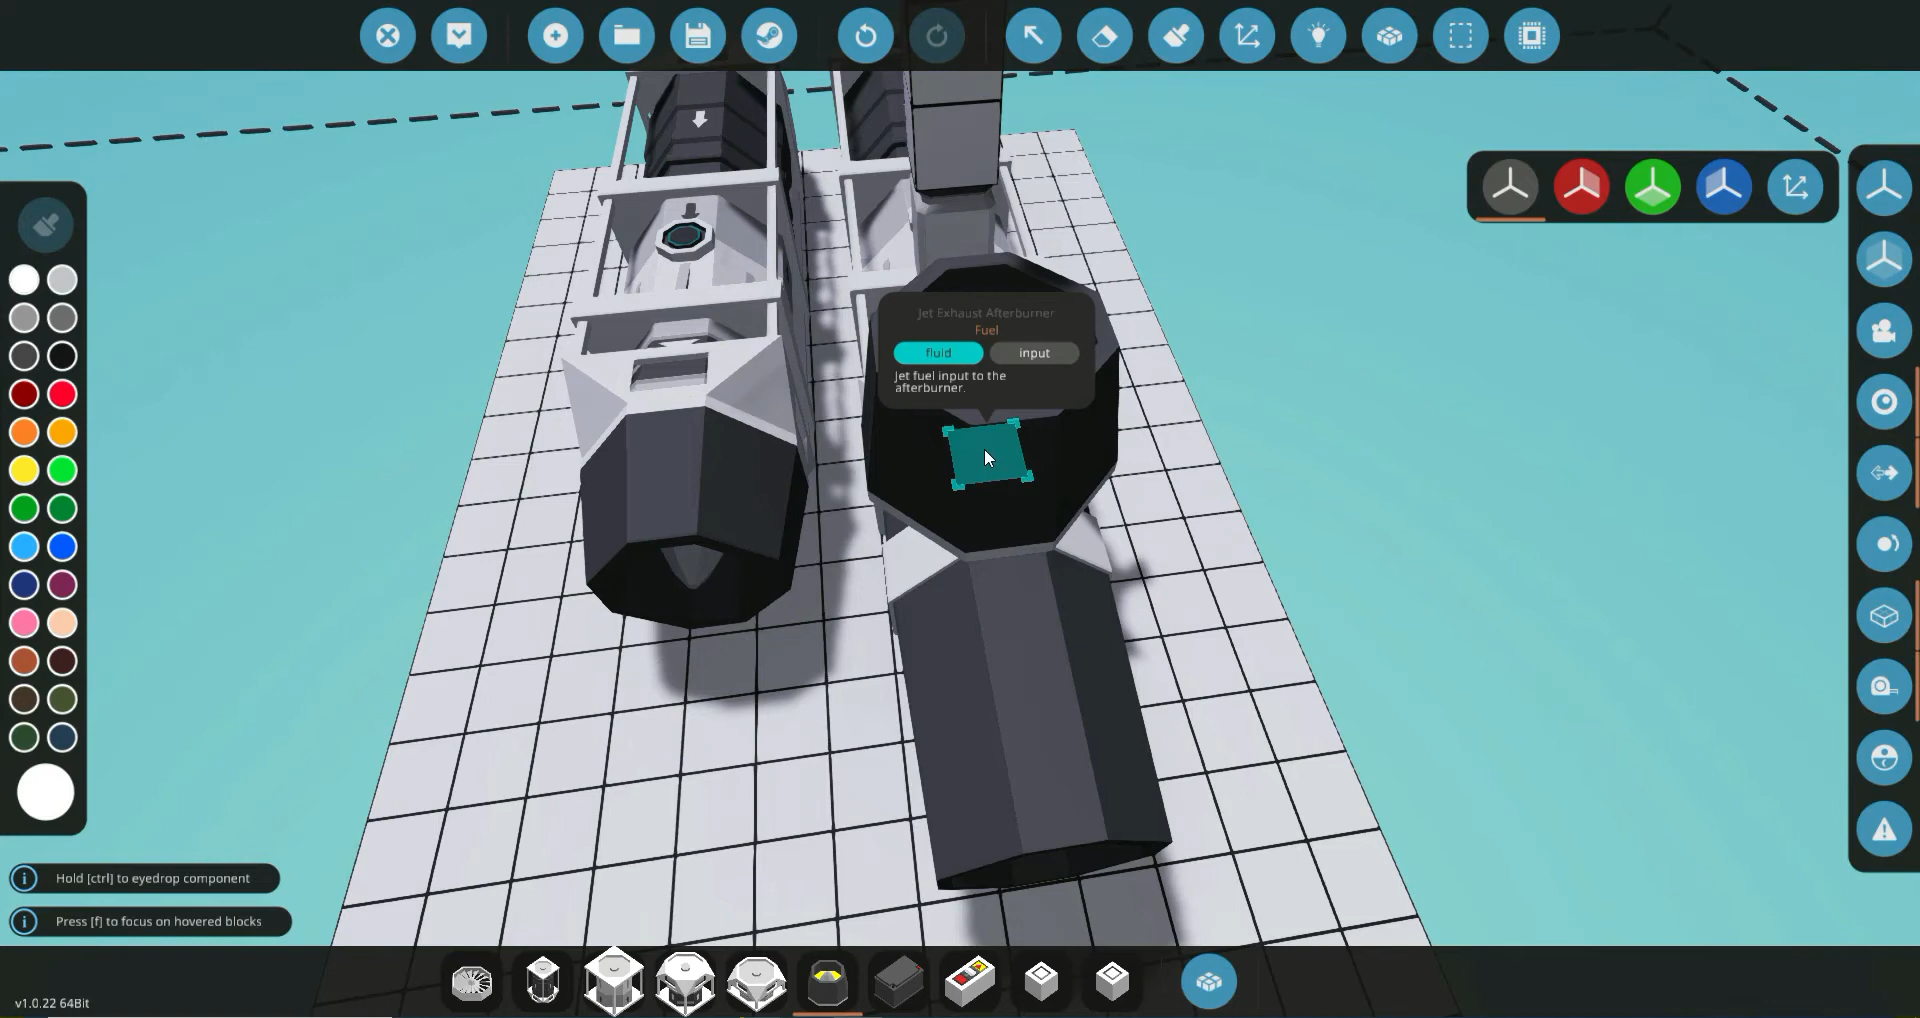 Jet Exhaust Afterburner
Fuel
fluid input
Jet fuel input to the
afterburner.
Hold [ctrl] to eyedrop component
Press [f] to focus on hovered blocks
v1.0.22 64Bit